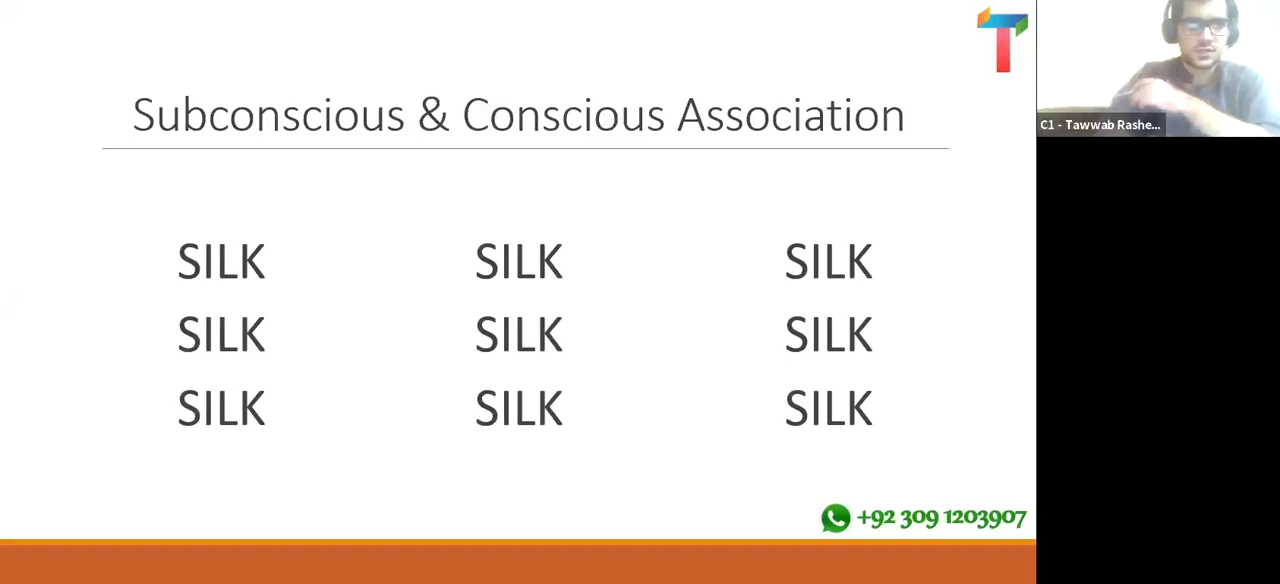 Subconscious & Conscious Association
C1 - Tawwab Rashe...
SILK SILK SILK
SILK SILK SILK
SILK SILK SILK
+92 309 1203907